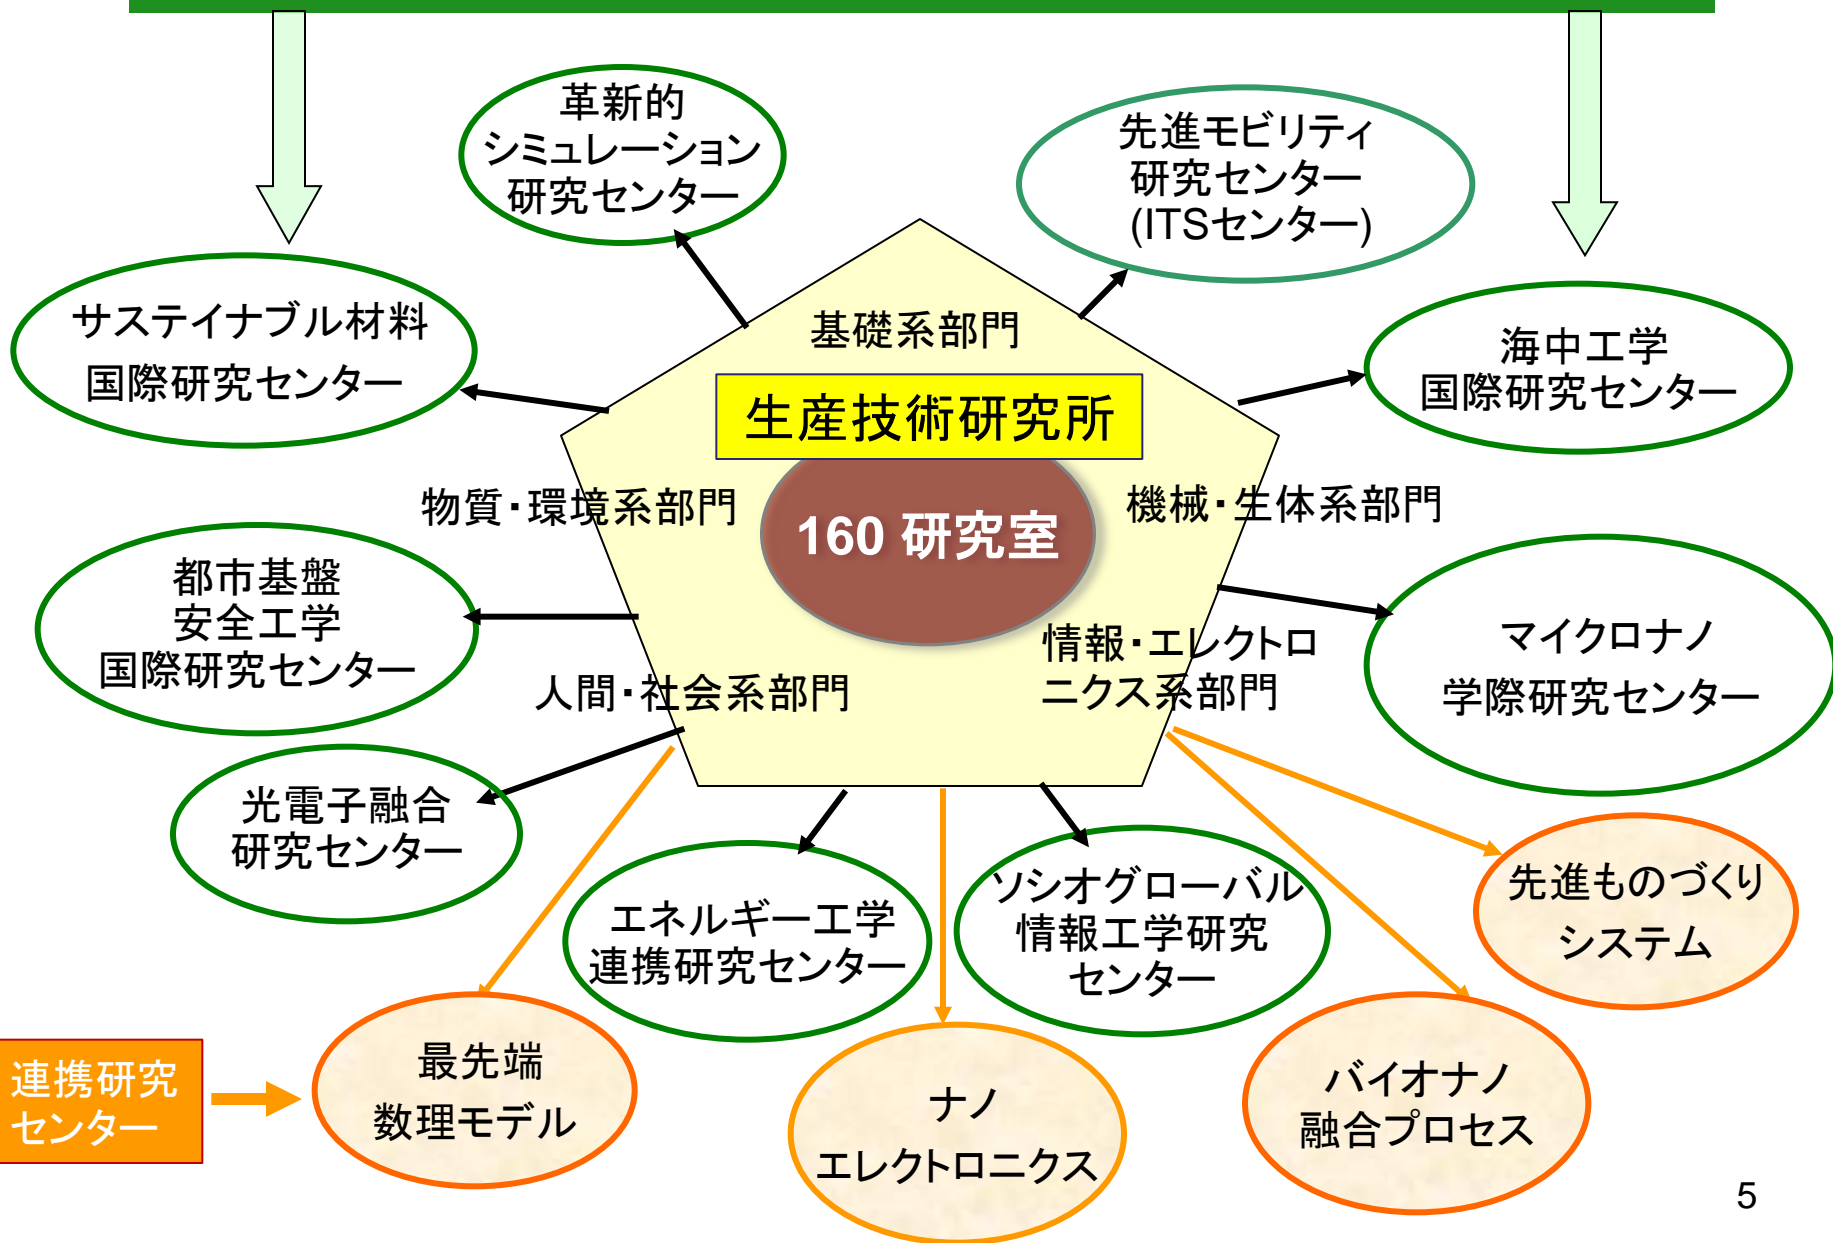 革新的
シミュレーション
研究センター
先進モビリティ
研究センター
(ITSセンター)
サステイナブル材料
国際研究センター
基礎系部門
海中工学
国際研究センター
生産技術研究所
物質・環境系部門
160 研究室
機械・生体系部門
都市基盤
安全工学
国際研究センター
人間・社会系部門
情報・エレクトロ
ニクス系部門
マイクロナノ
学際研究センター
光電子融合
研究センター
エネルギー工学
連携研究センター
ソシオグローバル
情報工学研究
センター
先進ものづくり
システム
連携研究
センター
最先端
数理モデル
ナノ
エレクトロニクス
バイオナノ
融合プロセス
5